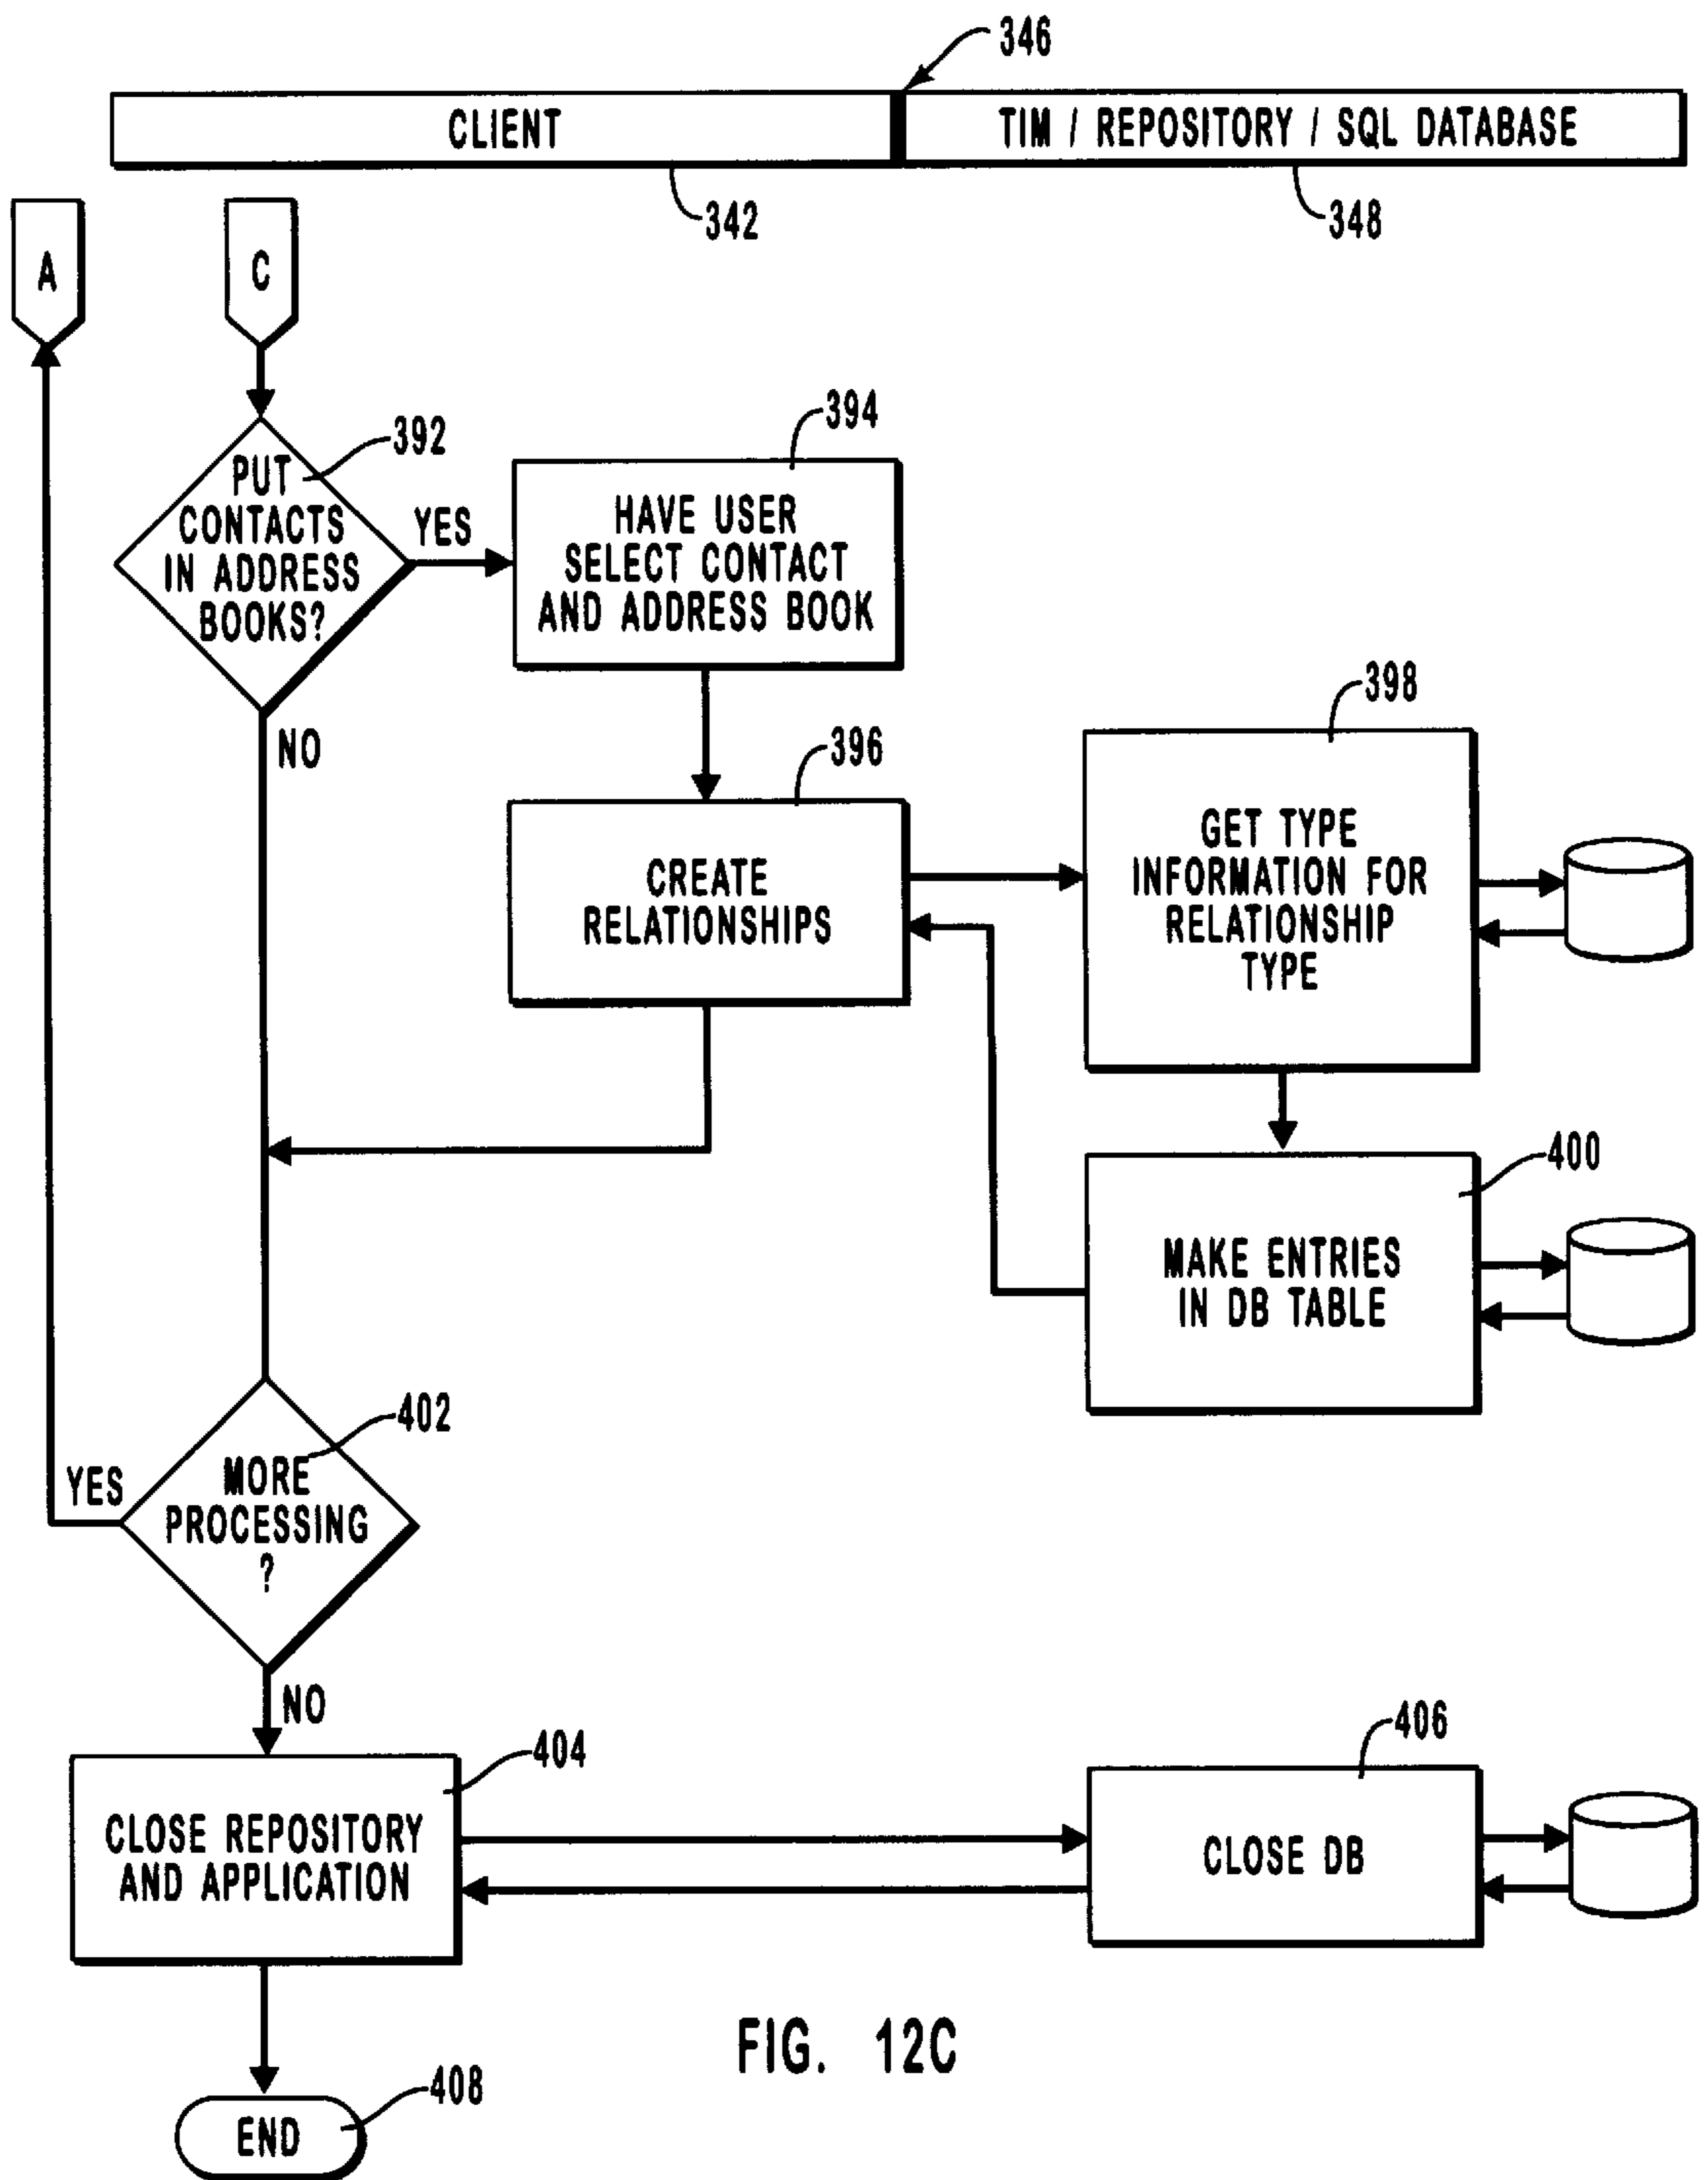 346
CLIENT
TIM / REPOSITORY / SQL DATABASE
342
348
A
C
392
PUT
CONTACTS
IN ADDRESS
BOOKS?
YES
394
HAVE USER
SELECT CONTACT
AND ADDRESS BOOK
NO
396
CREATE
RELATIONSHIPS
398
GET TYPE
INFORMATION FOR
RELATIONSHIP
TYPE
400
MAKE ENTRIES
IN DB TABLE
402
MORE
PROCESSING
?
YES
NO
404
CLOSE REPOSITORY
AND APPLICATION
406
CLOSE DB
408
END
FIG. 12C